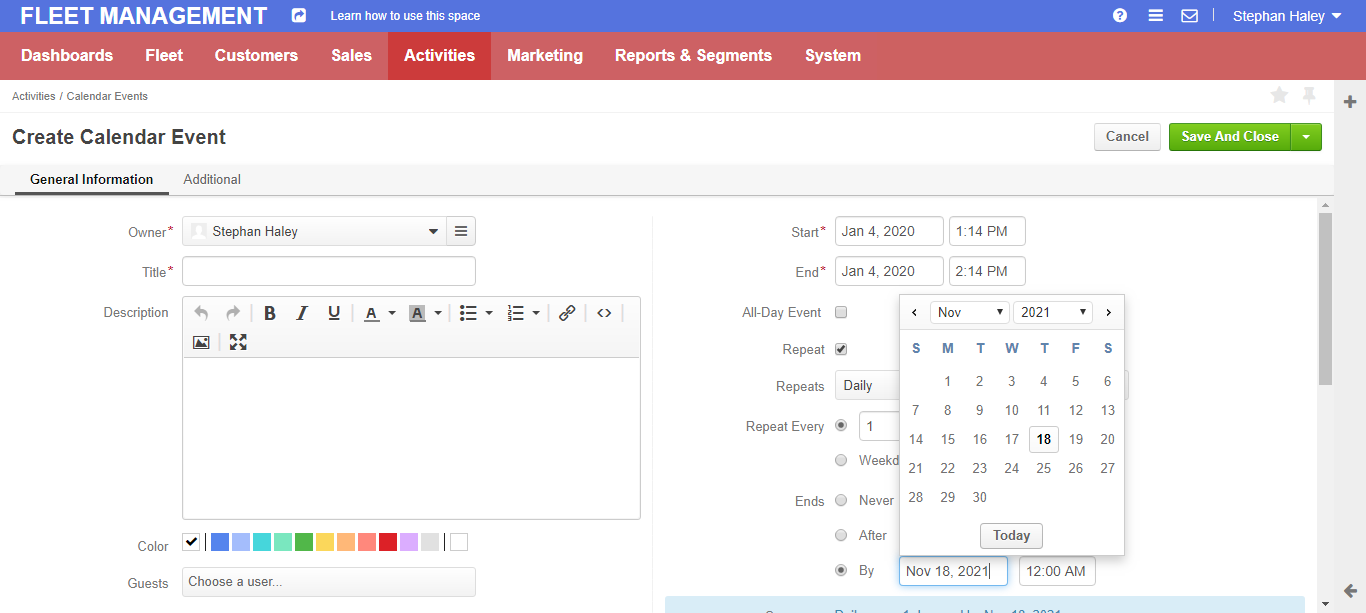 FLEET MANAGEMENT Learn how to use this space Stephan Haley
Dashboards Fleet Customers Sales Activities Marketing Reports & Segments System
Activities / Calendar Events
Create Calendar Event
Cancel Save And Close
General Information Additional
Owner* Stephan Haley
Title*
Description
B I U A A
Color
Guests Choose a user...
Start* Jan 4, 2020 1:14 PM
End* Jan 4, 2020 2:14 PM
All-Day Event
Repeat
Repeats Daily
Repeat Every 1
Weekd
Ends Never
After
By Nov 18, 2021 12:00 AM
Nov 2021
S M T W T F S
1 2 3 4 5 6
7 8 9 10 11 12 13
14 15 16 17 18 19 20
21 22 23 24 25 26 27
28 29 30
Today